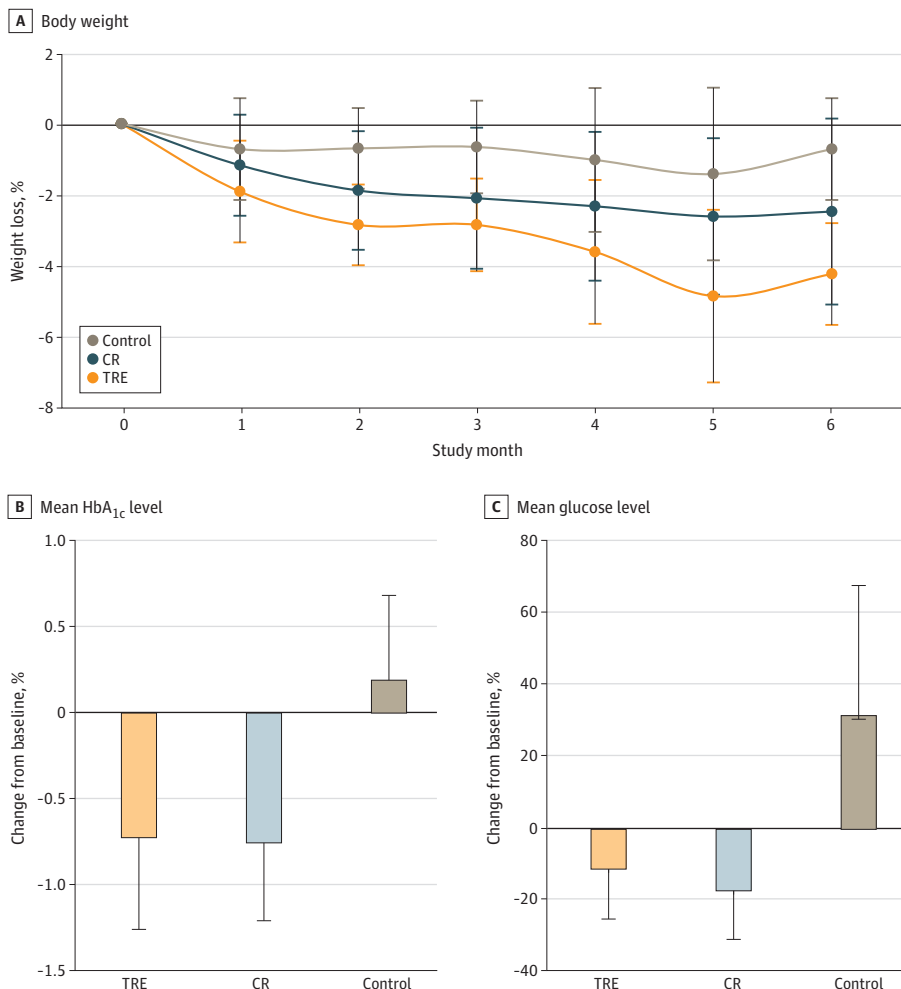 A Body weight
2
0
-2
-4
-6
-8
Weight loss, %
Control
CR
TRE
0 1 2 3 4 5 6
Study month
B Mean HbA1c level
1.0
0.5
0
-0.5
-1.0
-1.5
Change from baseline, %
TRE CR Control
C Mean glucose level
80
60
40
20
0
-20
-40
Change from baseline, %
TRE CR Control